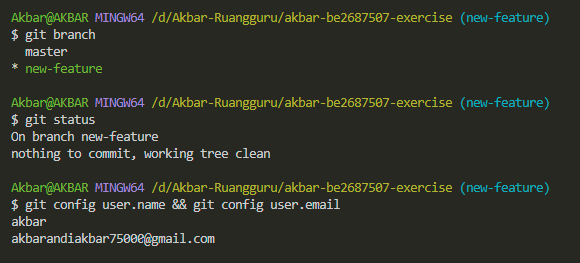 Akbar@AKBAR MINGW64 /d/Akbar-Ruangguru/akbar-be2687507-exercise (new-feature)
$ git branch
  master
* new-feature

Akbar@AKBAR MINGW64 /d/Akbar-Ruangguru/akbar-be2687507-exercise (new-feature)
$ git status
On branch new-feature
nothing to commit, working tree clean

Akbar@AKBAR MINGW64 /d/Akbar-Ruangguru/akbar-be2687507-exercise (new-feature)
$ git config user.name && git config user.email
akbar
akbarandiakbar75000@gmail.com